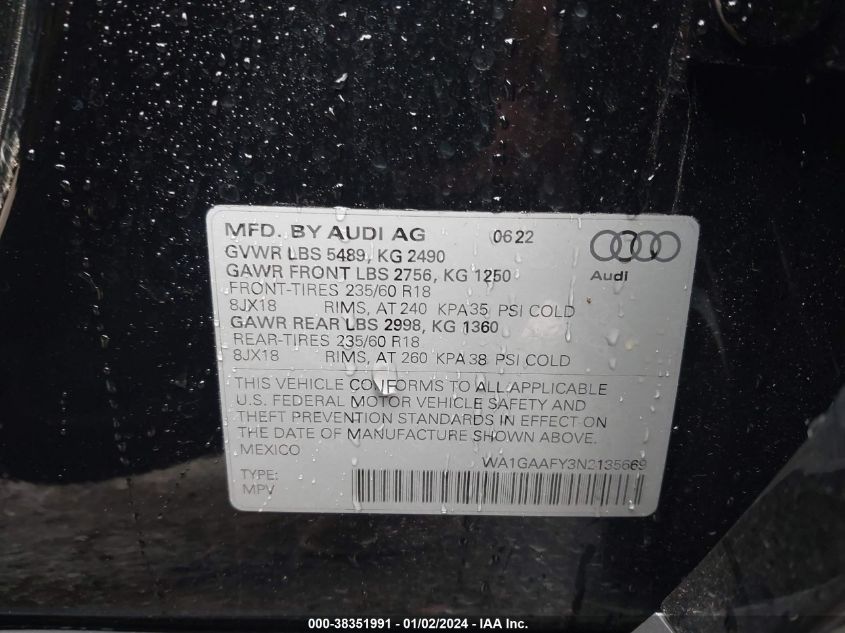 MFD. BY AUDI AG 0622
GVWR LBS 5489, KG 2490
GAWR FRONT LBS 2756, KG 1250
Audi
FRONT-TIRES 235/60 R18
8JX18 RIMS, AT 240 KPA 35 PSI COLD
GAWR REAR LBS 2998, KG 1360
REAR-TIRES 235/60 R18
8JX18 RIMS, AT 260 KPA 38 PSI COLD
THIS VEHICLE CONFORMS TO ALL APPLICABLE
U.S. FEDERAL MOTOR VEHICLE SAFETY AND
THEFT PREVENTION STANDARDS IN EFFECT ON
THE DATE OF MANUFACTURE SHOWN ABOVE.
MEXICO
WA1GAAFY3N2135669
TYPE:
MPV
000-38351991 - 01/02/2024 - IAA Inc.